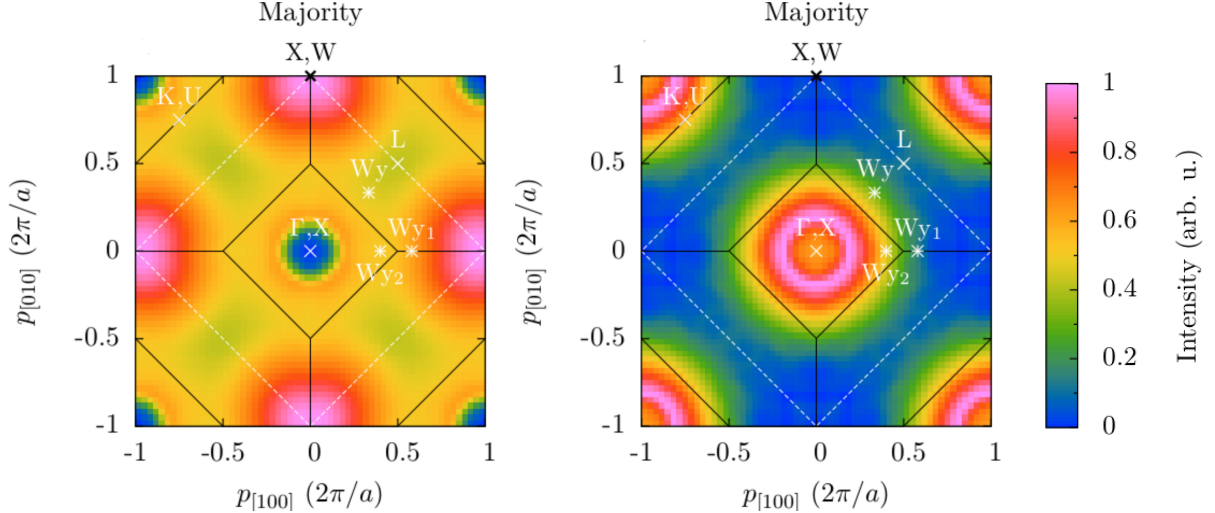 Majority
X,W
K,U
L
Wy
Γ,X
Wy₁
Wy₂
1
0.5
0
-0.5
-1
p[010] (2π/a)
-1
-0.5
0
0.5
1
p[100] (2π/a)
Majority
X,W
K,U
L
Wy
Γ,X
Wy₁
Wy₂
1
0.5
0
-0.5
-1
p[010] (2π/a)
-1
-0.5
0
0.5
1
p[100] (2π/a)
1
0.8
0.6
0.4
0.2
0
Intensity (arb. u.)